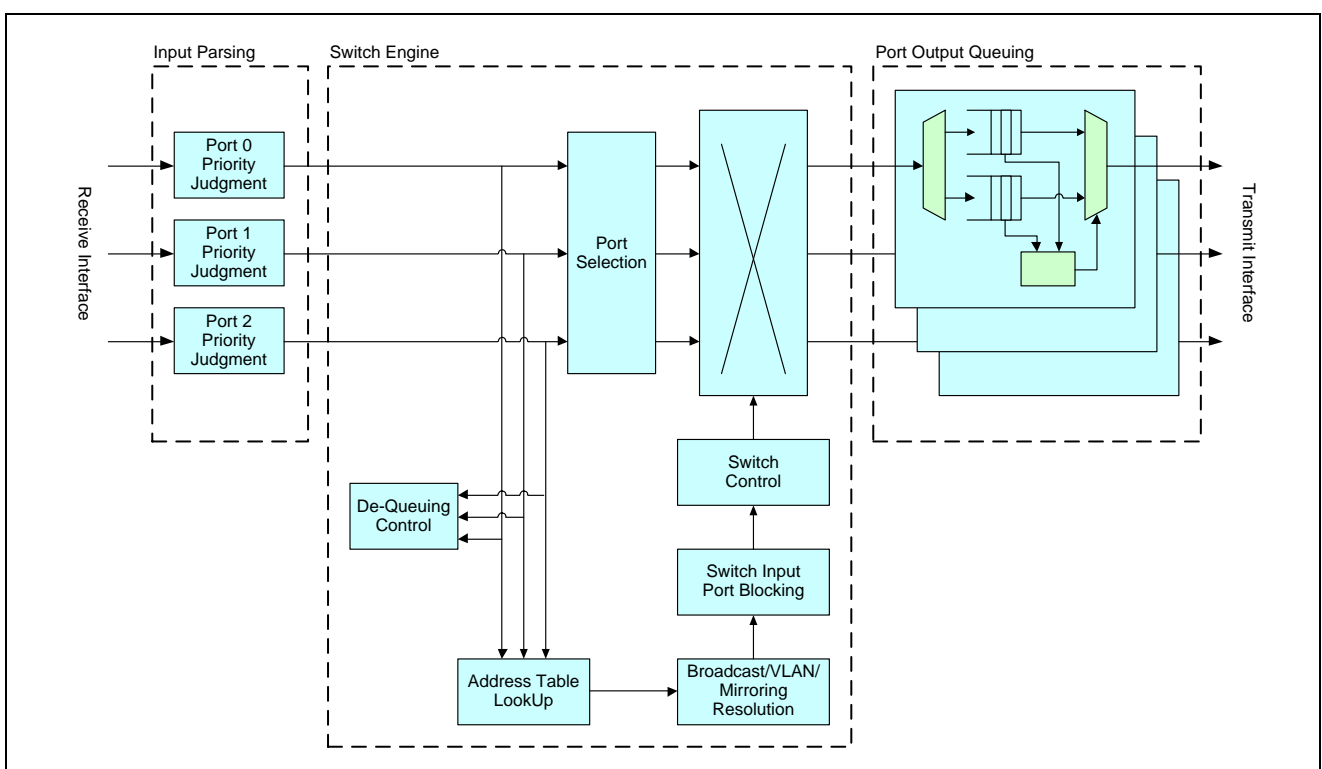 Input Parsing
Switch Engine
Port Output Queuing
Receive Interface
Port 0
Priority
Judgment
Port 1
Priority
Judgment
Port 2
Priority
Judgment
Port
Selection
Transmit Interface
Switch
Control
De-Queuing
Control
Switch Input
Port Blocking
Address Table
LookUp
Broadcast/VLAN/
Mirroring
Resolution